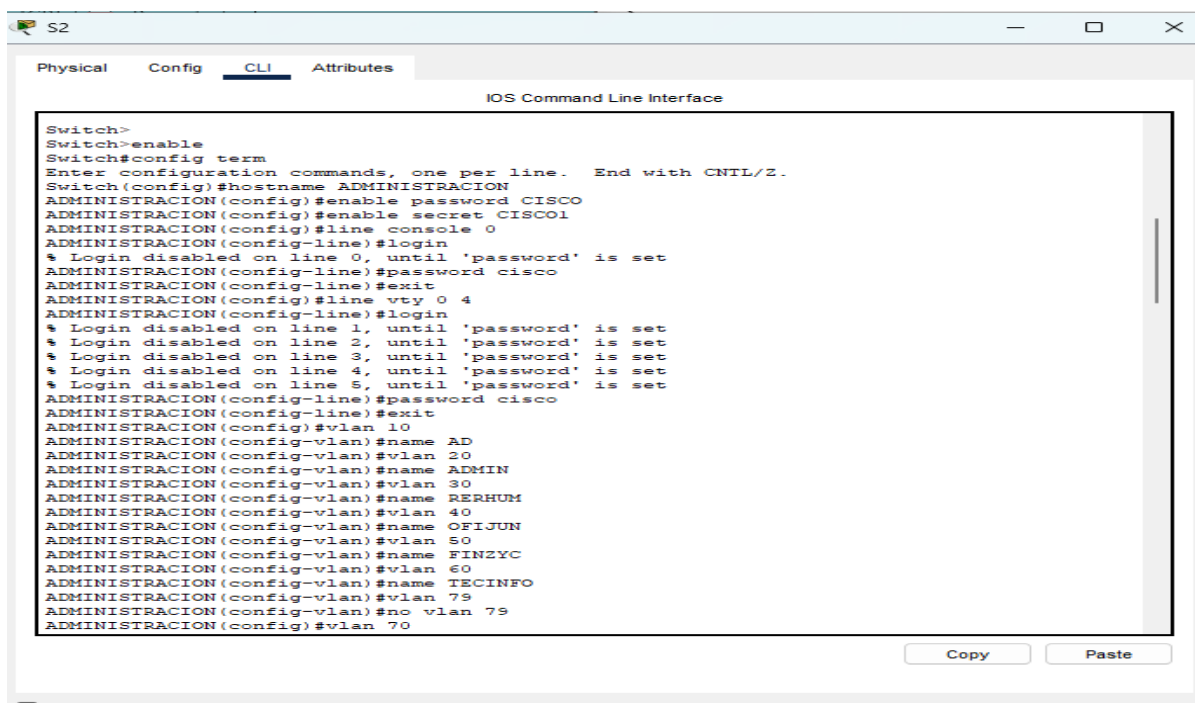 S2
Physical Config CLI Attributes
IOS Command Line Interface
Switch>
Switch>enable
Switch#config term
Enter configuration commands, one per line.  End with CNTL/Z.
Switch(config)#hostname ADMINISTRACION
ADMINISTRACION(config)#enable password CISCO
ADMINISTRACION(config)#enable secret CISCO1
ADMINISTRACION(config)#line console 0
ADMINISTRACION(config-line)#login
% Login disabled on line 0, until 'password' is set
ADMINISTRACION(config-line)#password cisco
ADMINISTRACION(config-line)#exit
ADMINISTRACION(config)#line vty 0 4
ADMINISTRACION(config-line)#login
% Login disabled on line 1, until 'password' is set
% Login disabled on line 2, until 'password' is set
% Login disabled on line 3, until 'password' is set
% Login disabled on line 4, until 'password' is set
% Login disabled on line 5, until 'password' is set
ADMINISTRACION(config-line)#password cisco
ADMINISTRACION(config-line)#exit
ADMINISTRACION(config)#vlan 10
ADMINISTRACION(config-vlan)#name AD
ADMINISTRACION(config-vlan)#vlan 20
ADMINISTRACION(config-vlan)#name ADMIN
ADMINISTRACION(config-vlan)#vlan 30
ADMINISTRACION(config-vlan)#name RERHUM
ADMINISTRACION(config-vlan)#vlan 40
ADMINISTRACION(config-vlan)#name OFIJUN
ADMINISTRACION(config-vlan)#vlan 50
ADMINISTRACION(config-vlan)#name FINZYC
ADMINISTRACION(config-vlan)#vlan 60
ADMINISTRACION(config-vlan)#name TECINFO
ADMINISTRACION(config-vlan)#vlan 79
ADMINISTRACION(config-vlan)#no vlan 79
ADMINISTRACION(config)#vlan 70
Copy Paste